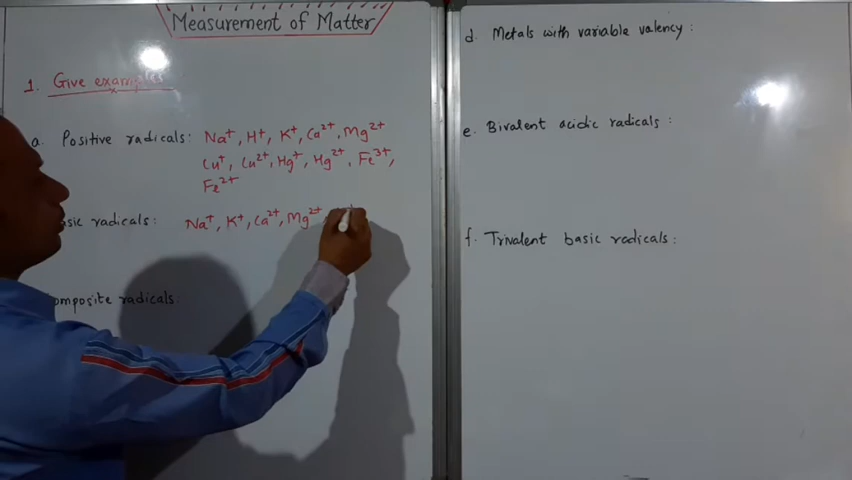 Measurement of Matter
1. Give examples
a. Positive radicals: Na⁺, H⁺, K⁺, Ca²⁺, Mg²⁺
Cu⁺, Cu²⁺, Hg⁺, Hg²⁺, Fe³⁺,
Fe²⁺
radicals: Na⁺, K⁺, Ca²⁺, Mg²⁺
radicals:
d. Metals with variable valency:
e. Bivalent acidic radicals:
f. Trivalent basic radicals: